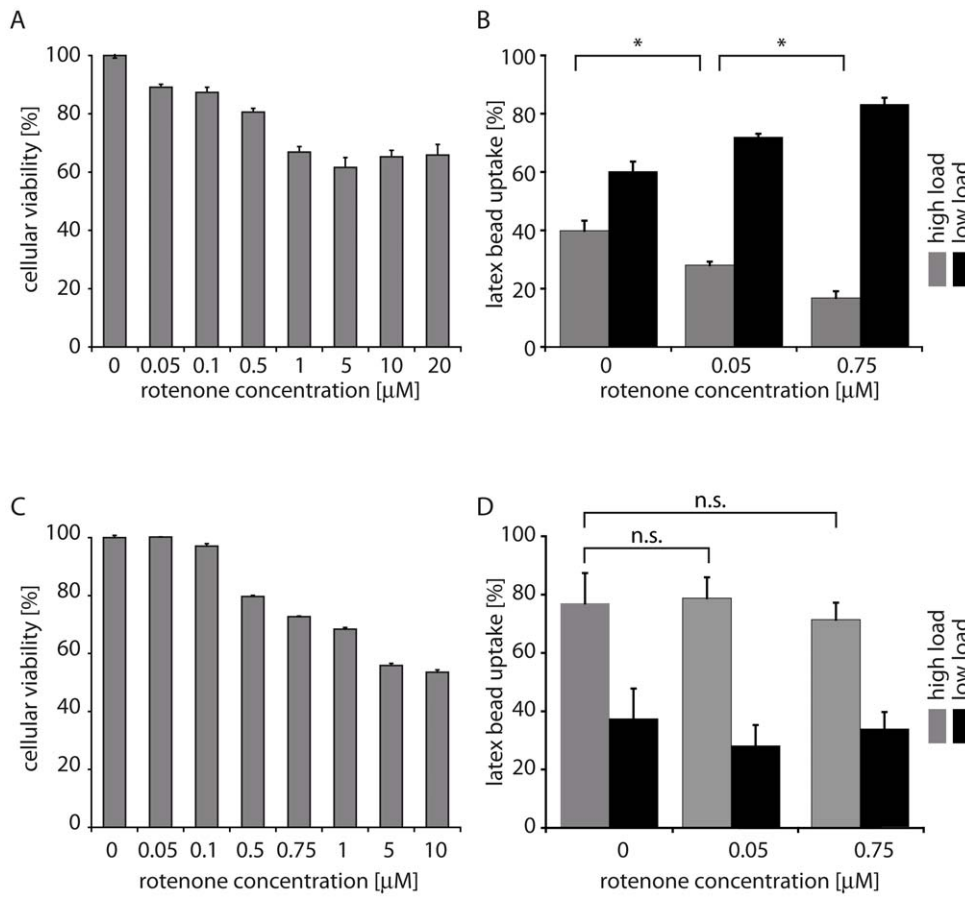 A
100
80
60
40
20
0
cellular viability [%]
0 0.05 0.1 0.5 1 5 10 20
rotenone concentration [μM]
B
* *
100
80
60
40
20
0
latex bead uptake [%]
0 0.05 0.75
rotenone concentration [μM]
high load
low load
C
100
80
60
40
20
0
cellular viability [%]
0 0.05 0.1 0.5 0.75 1 5 10
rotenone concentration [μM]
D
n.s.
n.s.
100
80
60
40
20
0
latex bead uptake [%]
0 0.05 0.75
rotenone concentration [μM]
high load
low load